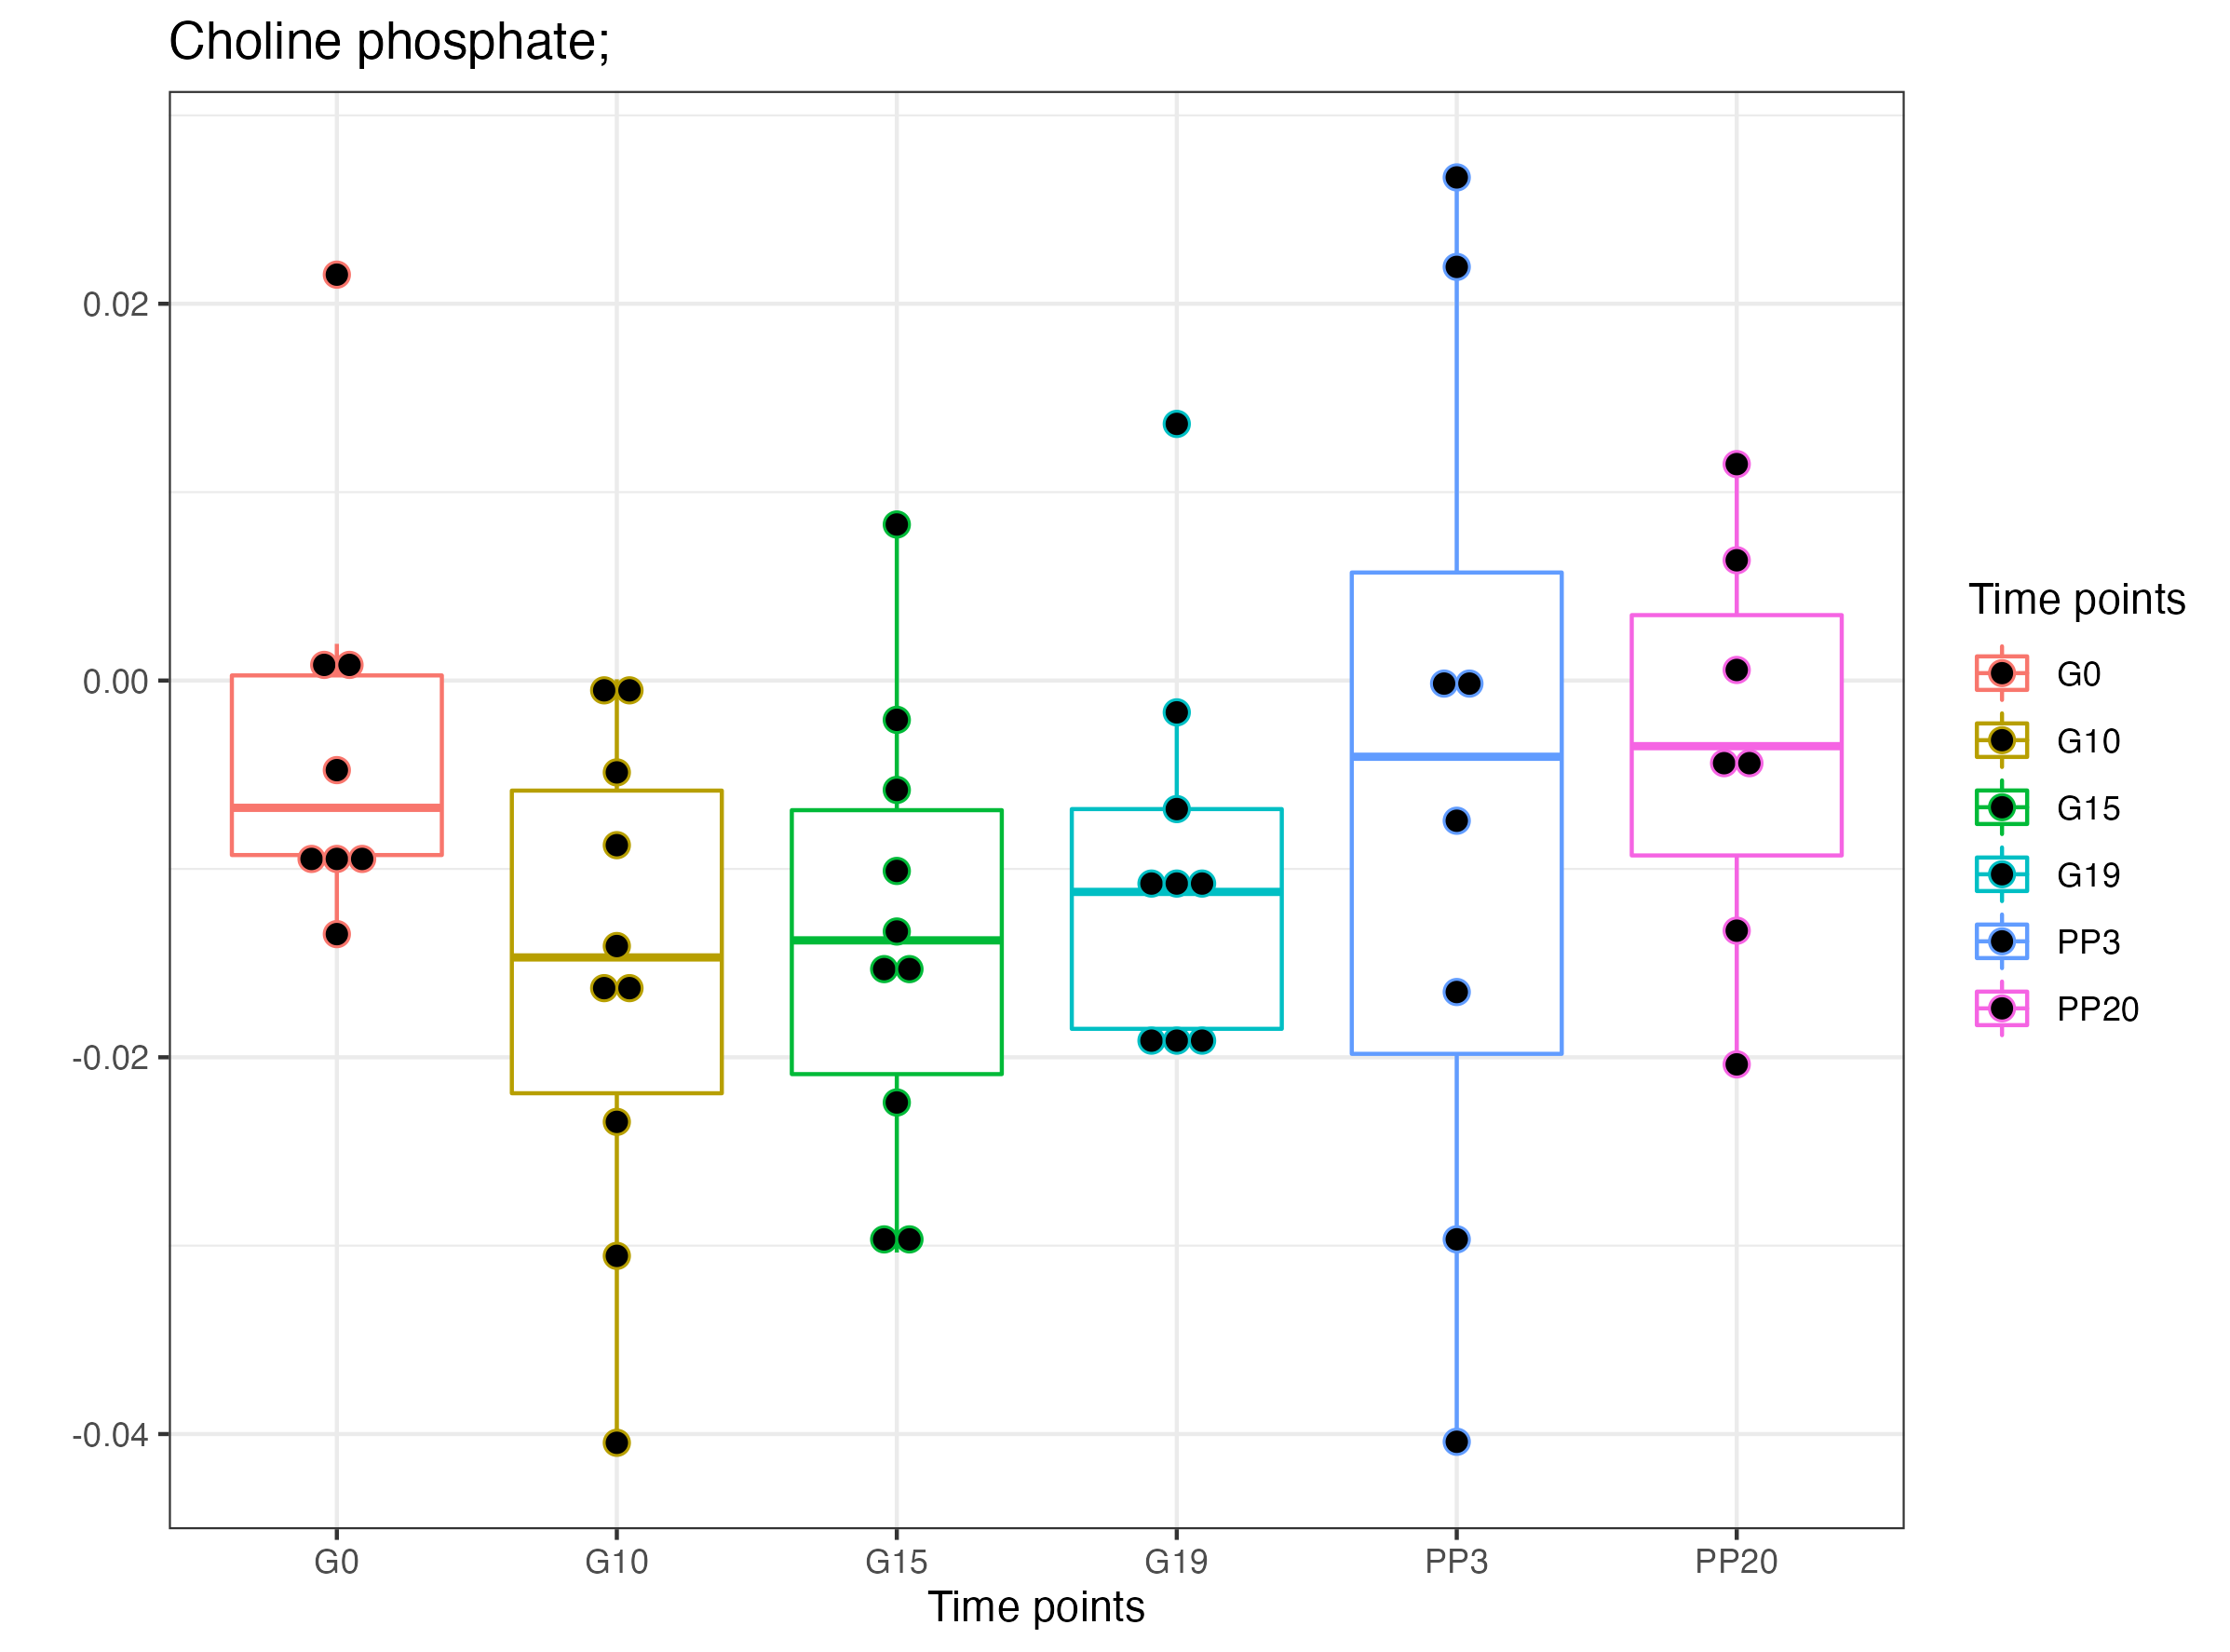 Choline phosphate;
0.02
0.00
-0.02
-0.04
G0 G10 G15 G19 PP3 PP20
Time points
Time points
G0
G10
G15
G19
PP3
PP20